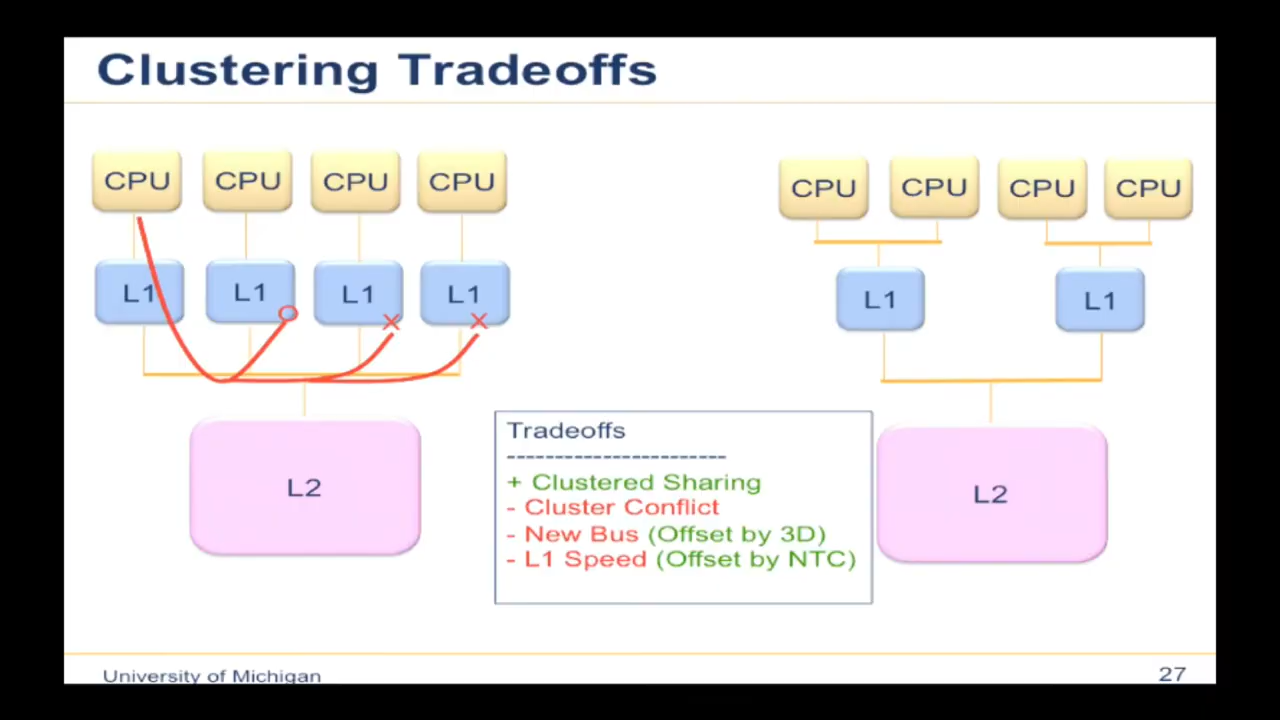 Clustering Tradeoffs
CPU CPU CPU CPU
L1 L1 L1 L1
L2
CPU CPU CPU CPU
L1 L1
L2
Tradeoffs
-----------------------
+ Clustered Sharing
- Cluster Conflict
- New Bus (Offset by 3D)
- L1 Speed (Offset by NTC)
University of Michigan
27